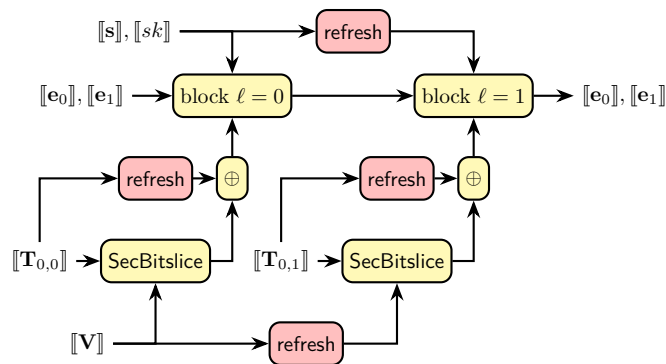 ⟦𝐬⟧, ⟦𝑠𝑘⟧ refresh
⟦𝐞₀⟧, ⟦𝐞₁⟧ block ℓ = 0 block ℓ = 1 ⟦𝐞₀⟧, ⟦𝐞₁⟧
refresh ⊕ refresh ⊕
⟦𝐓₀,₀⟧ SecBitslice ⟦𝐓₀,₁⟧ SecBitslice
⟦𝐕⟧ refresh